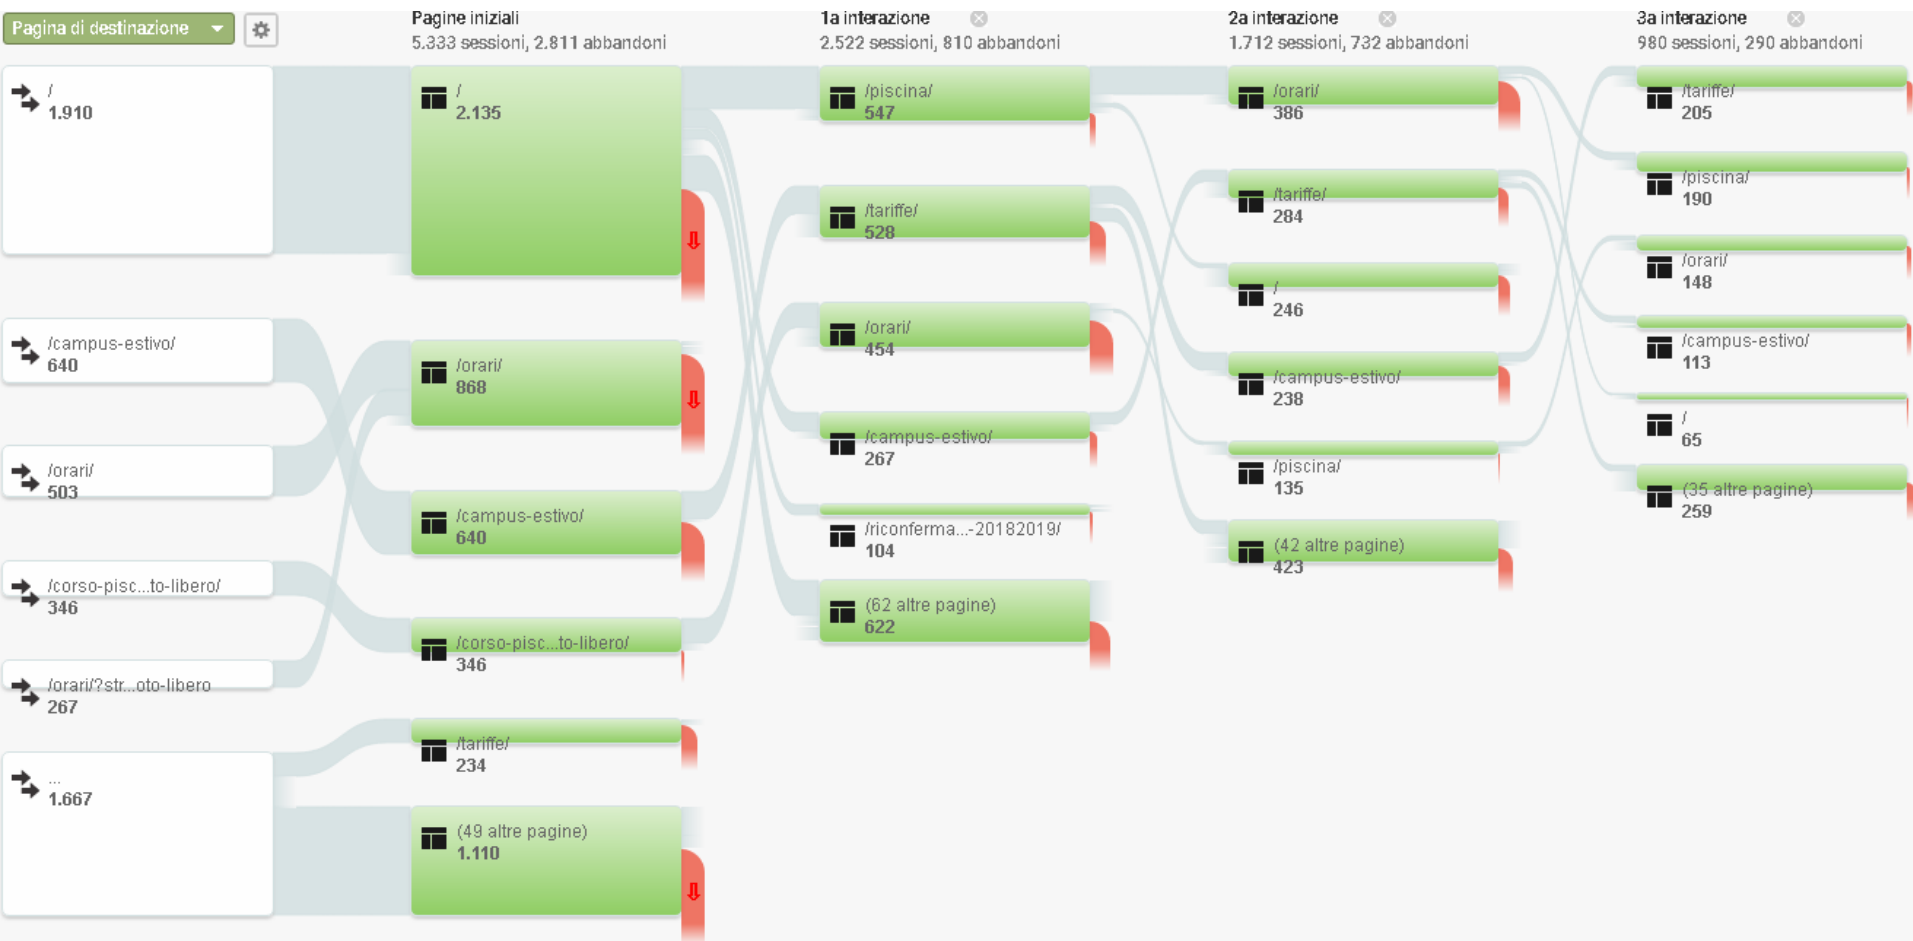 Pagina di destinazione
/
1.910
/campus-estivo/
640
/orari/
503
/corso-pisc...to-libero/
346
/orari/?str...oto-libero
267
...
1.667
Pagine iniziali
5.333 sessioni, 2.811 abbandoni
/
2.135
/orari/
868
/campus-estivo/
640
/corso-pisc...to-libero/
346
/tariffe/
234
(49 altre pagine)
1.110
1a interazione
2.522 sessioni, 810 abbandoni
/piscina/
547
/tariffe/
528
/orari/
454
/campus-estivo/
267
/riconferma...-20182019/
104
(62 altre pagine)
622
2a interazione
1.712 sessioni, 732 abbandoni
/orari/
386
/tariffe/
284
/
246
/campus-estivo/
238
/piscina/
135
(42 altre pagine)
423
3a interazione
980 sessioni, 290 abbandoni
/tariffe/
205
/piscina/
190
/orari/
148
/campus-estivo/
113
/
65
(35 altre pagine)
259